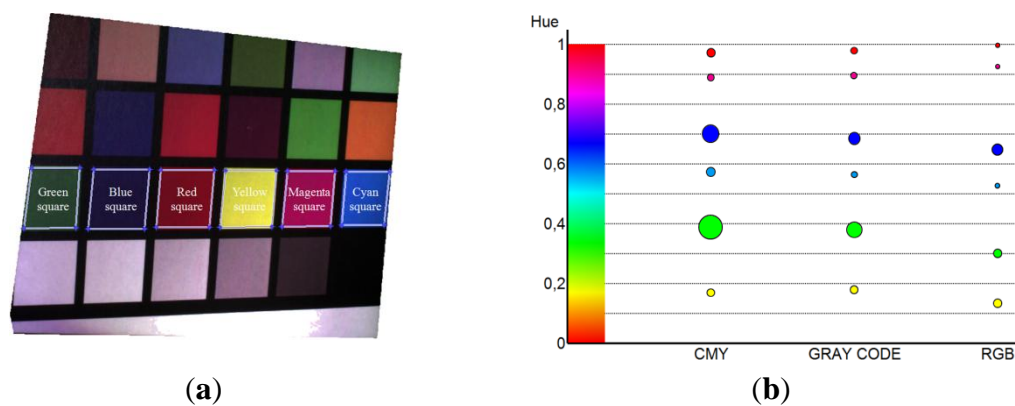 Green
square
Blue
square
Red
square
Yellow
square
Magenta
square
Cyan
square
(a)
Hue
1
0,8
0,6
0,4
0,2
0
CMY
GRAY CODE
RGB
(b)